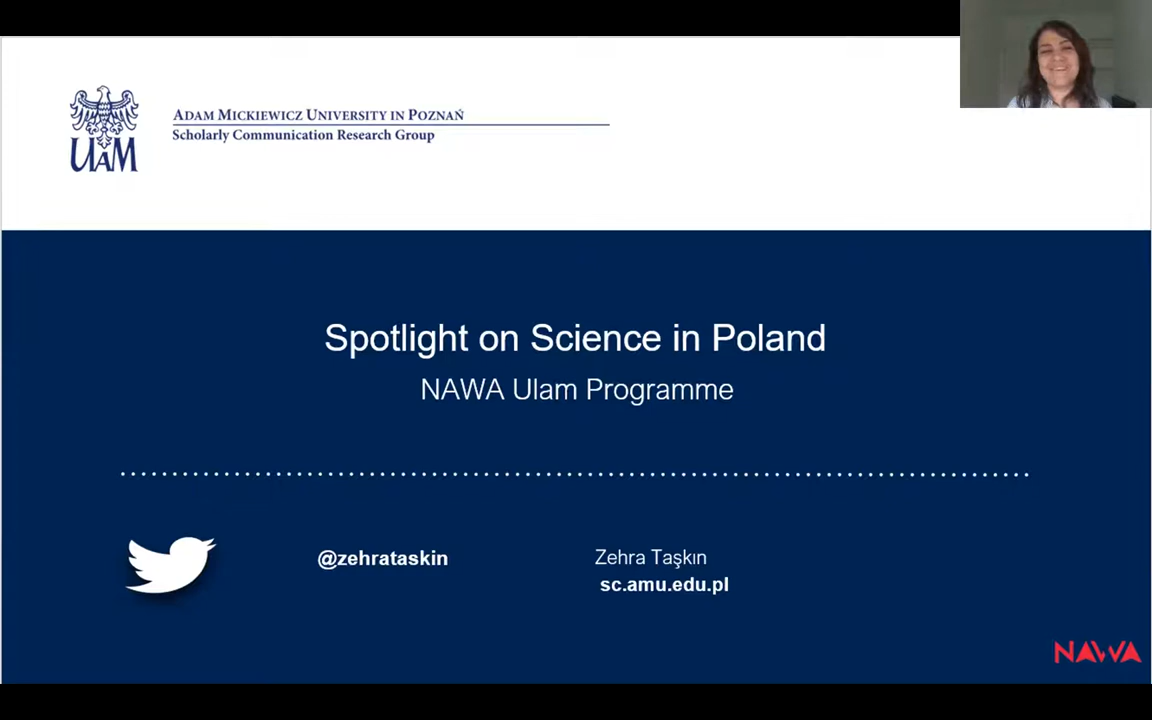 ADAM MICKIEWICZ UNIVERSITY IN POZNAŃ
Scholarly Communication Research Group
UAM
Spotlight on Science in Poland
NAWA Ulam Programme
@zehrataskin
Zehra Taşkın
sc.amu.edu.pl
NAWA